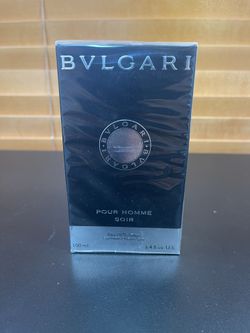 BVLGARI
BVLGARI • BVLGARI
POUR HOMME
SOIR
100 ml 3.4 fl.oz. U.S.